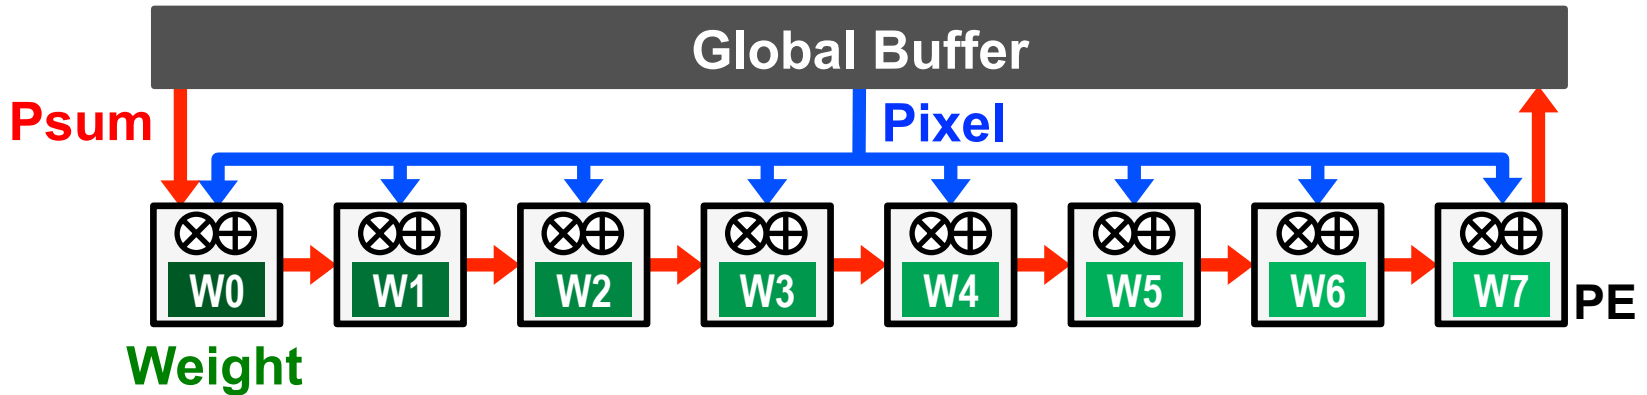 Global Buffer
Psum
Pixel
W0
W1
W2
W3
W4
W5
W6
W7
PE
Weight